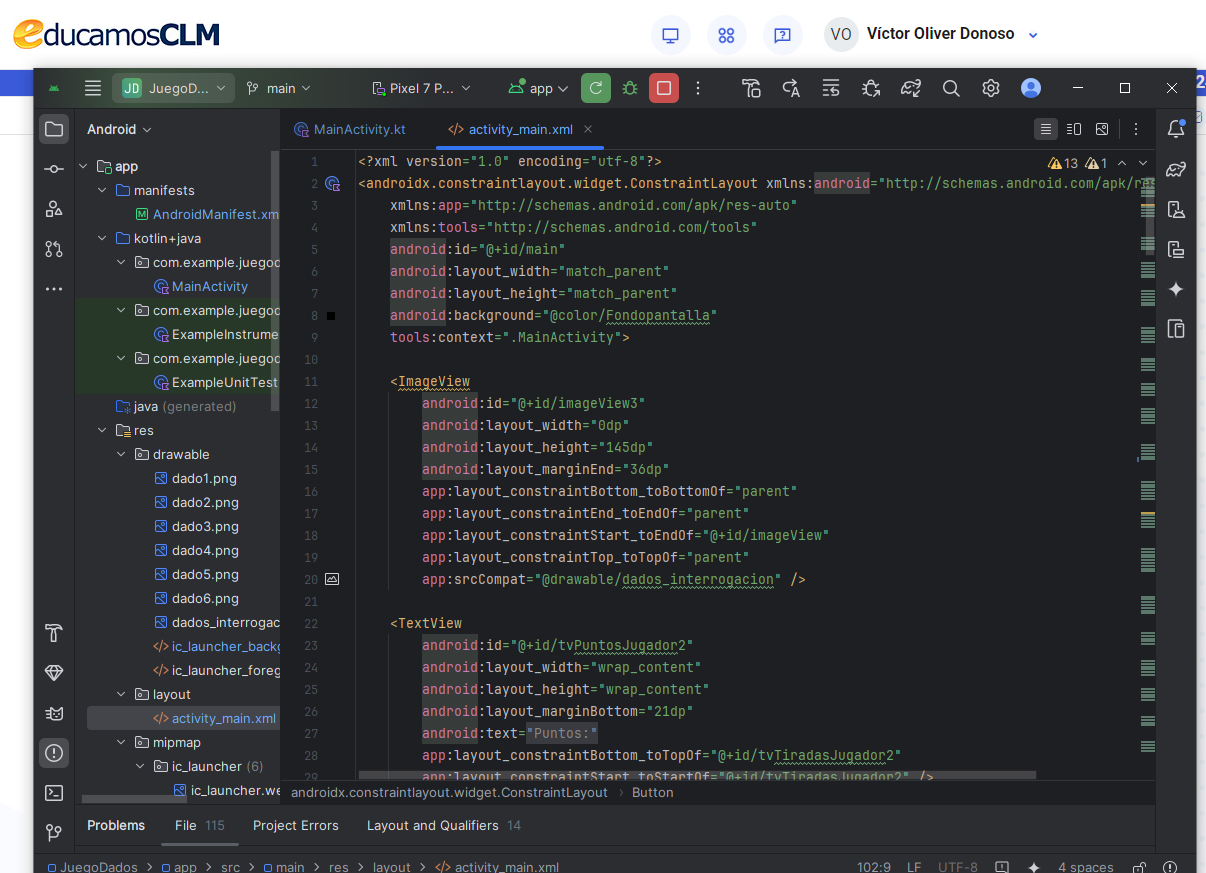 educamosCLM
VO Víctor Oliver Donoso
JD JuegoD... main Pixel 7 P... app
Android
MainActivity.kt
activity_main.xml
app
manifests
AndroidManifest.xm
kotlin+java
com.example.juegod
MainActivity
com.example.juegod
ExampleInstrume
com.example.juegod
ExampleUnitTest
java (generated)
res
drawable
dado1.png
dado2.png
dado3.png
dado4.png
dado5.png
dado6.png
dados_interrogac
ic_launcher_backg
ic_launcher_foreg
layout
activity_main.xml
mipmap
ic_launcher (6)
ic_launcher.we
13 1
1 <?xml version="1.0" encoding="utf-8"?>
2 <androidx.constraintlayout.widget.ConstraintLayout xmlns:android="http://schemas.android.com/apk/res
3 xmlns:app="http://schemas.android.com/apk/res-auto"
4 xmlns:tools="http://schemas.android.com/tools"
5 android:id="@+id/main"
6 android:layout_width="match_parent"
7 android:layout_height="match_parent"
8 android:background="@color/Fondopantalla"
9 tools:context=".MainActivity">
10
11 <ImageView
12 android:id="@+id/imageView3"
13 android:layout_width="0dp"
14 android:layout_height="145dp"
15 android:layout_marginEnd="36dp"
16 app:layout_constraintBottom_toBottomOf="parent"
17 app:layout_constraintEnd_toEndOf="parent"
18 app:layout_constraintStart_toEndOf="@+id/imageView"
19 app:layout_constraintTop_toTopOf="parent"
20 app:srcCompat="@drawable/dados_interrogacion" />
21
22 <TextView
23 android:id="@+id/tvPuntosJugador2"
24 android:layout_width="wrap_content"
25 android:layout_height="wrap_content"
26 android:layout_marginBottom="21dp"
27 android:text="Puntos:"
28 app:layout_constraintBottom_toTopOf="@+id/tvTiradasJugador2"
29 app:layout_constraintStart_toStartOf="@+id/tvTiradasJugador2" />
androidx.constraintlayout.widget.ConstraintLayout › Button
Problems File 115 Project Errors Layout and Qualifiers 14
JuegoDados > app > src > main > res > layout > activity_main.xml
102:9 LF UTF-8 4 spaces